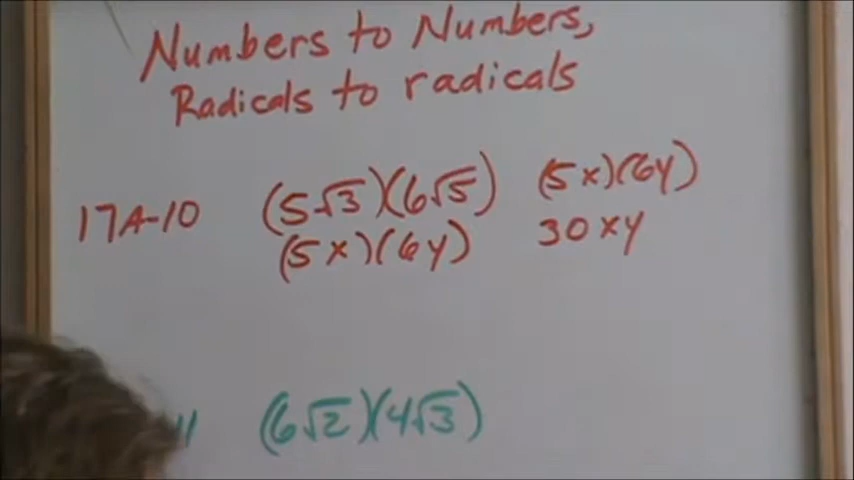 Numbers to Numbers,
Radicals to radicals
17A-10 (5√3)(6√5) (5x)(6y)
(5x)(6y) 30xy
11 (6√2)(4√3)